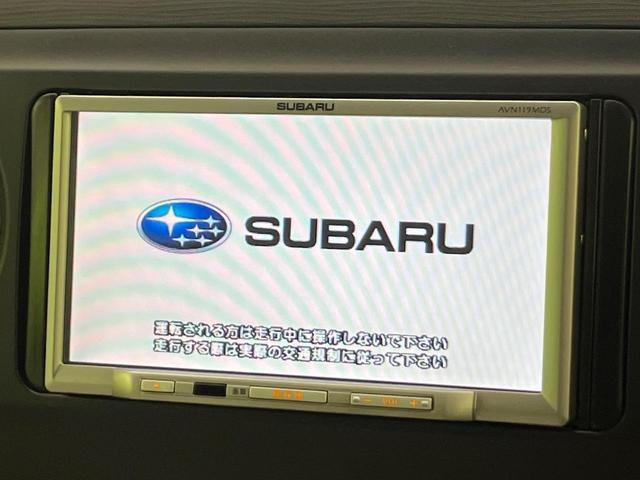 SUBARU
AVN119MDS
SUBARU
運転される方は走行中に操作しないで下さい
走行する際は実際の交通規制に従って下さい